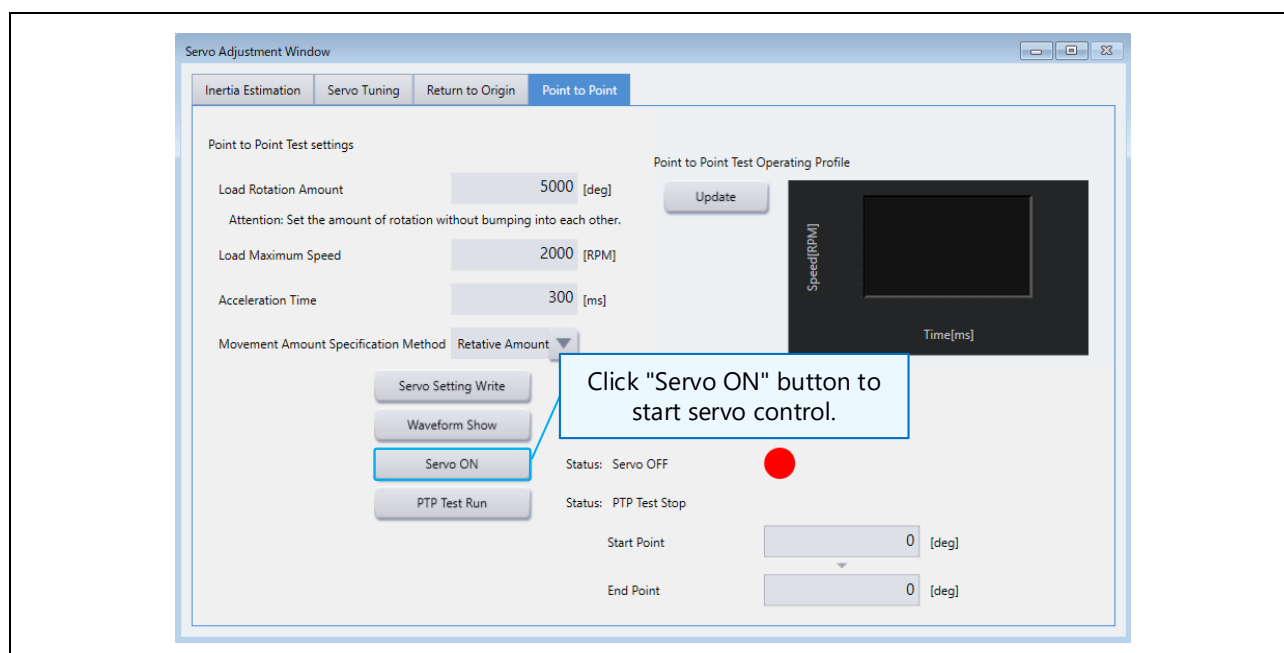 Servo Adjustment Window
Inertia Estimation
Servo Tuning
Return to Origin
Point to Point
Point to Point Test settings
Load Rotation Amount
5000
[deg]
Attention: Set the amount of rotation without bumping into each other.
Load Maximum Speed
2000
[RPM]
Acceleration Time
300
[ms]
Movement Amount Specification Method
Retative Amount
Point to Point Test Operating Profile
Update
Speed[RPM]
Time[ms]
Click "Servo ON" button to
start servo control.
Servo Setting Write
Waveform Show
Servo ON
Status: Servo OFF
PTP Test Run
Status: PTP Test Stop
Start Point
0
[deg]
End Point
0
[deg]